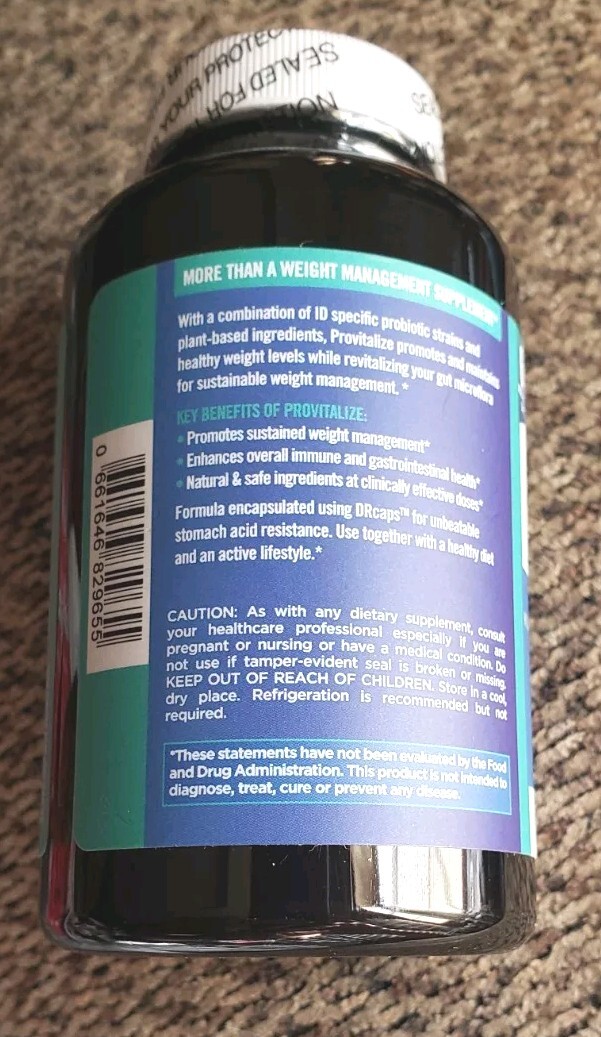 YOUR PROTEC
SEALED FOR
SE
MORE THAN A WEIGHT MANAGEMENT SUPPLEMENT*
With a combination of ID specific probiotic strains and
plant-based ingredients, Provitalize promotes and maintains
healthy weight levels while revitalizing your gut microflora
for sustainable weight management. *
KEY BENEFITS OF PROVITALIZE:
• Promotes sustained weight management*
• Enhances overall immune and gastrointestinal health*
• Natural & safe ingredients at clinically effective doses*
Formula encapsulated using DRcaps™ for unbeatable
stomach acid resistance. Use together with a healthy diet
and an active lifestyle.*
CAUTION: As with any dietary supplement, consult
your healthcare professional especially if you are
pregnant or nursing or have a medical condition. Do
not use if tamper-evident seal is broken or missing.
KEEP OUT OF REACH OF CHILDREN. Store in a cool,
dry place. Refrigeration is recommended but not
required.
*These statements have not been evaluated by the Food
and Drug Administration. This product is not intended to
diagnose, treat, cure or prevent any disease.
0 661646 829655